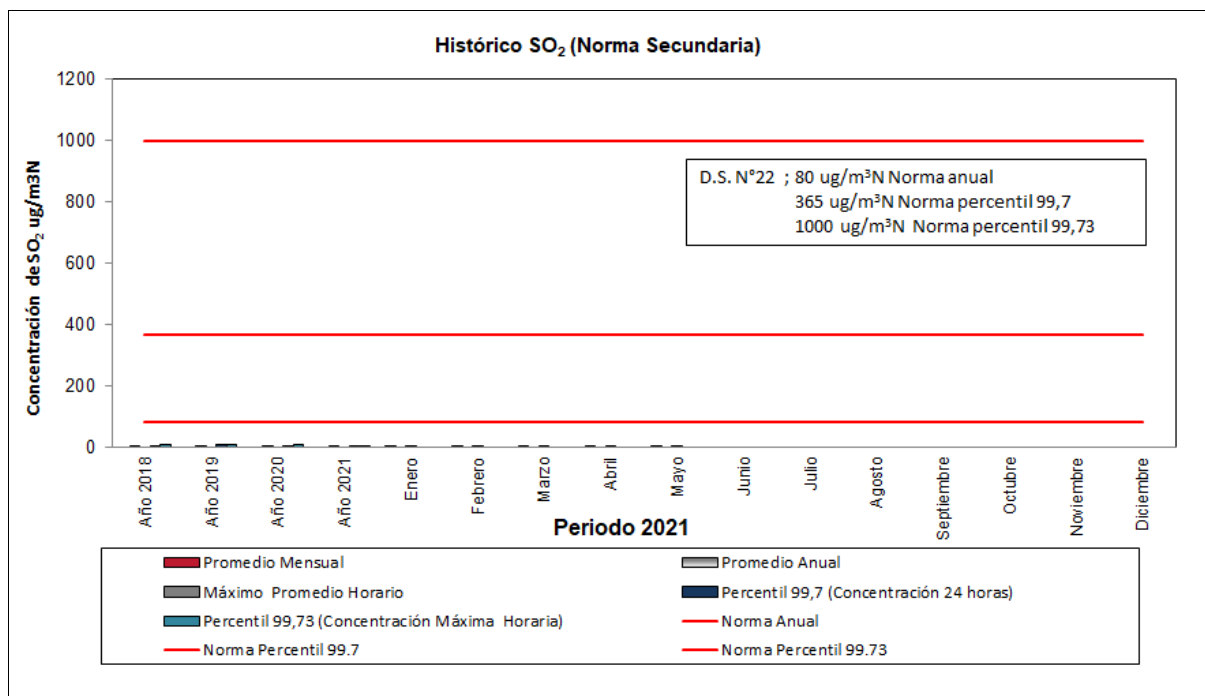 Histórico SO₂ (Norma Secundaria)
Concentración de SO₂ ug/m3N
1200
1000
800
600
400
200
0
D.S. N°22 ; 80 ug/m³N Norma anual
365 ug/m³N Norma percentil 99,7
1000 ug/m³N Norma percentil 99,73
Año 2018
Año 2019
Año 2020
Año 2021
Enero
Febrero
Marzo
Abril
Mayo
Junio
Julio
Agosto
Septiembre
Octubre
Noviembre
Diciembre
Periodo 2021
Promedio Mensual
Promedio Anual
Máximo Promedio Horario
Percentil 99,7 (Concentración 24 horas)
Percentil 99,73 (Concentración Máxima Horaria)
Norma Anual
Norma Percentil 99.7
Norma Percentil 99.73